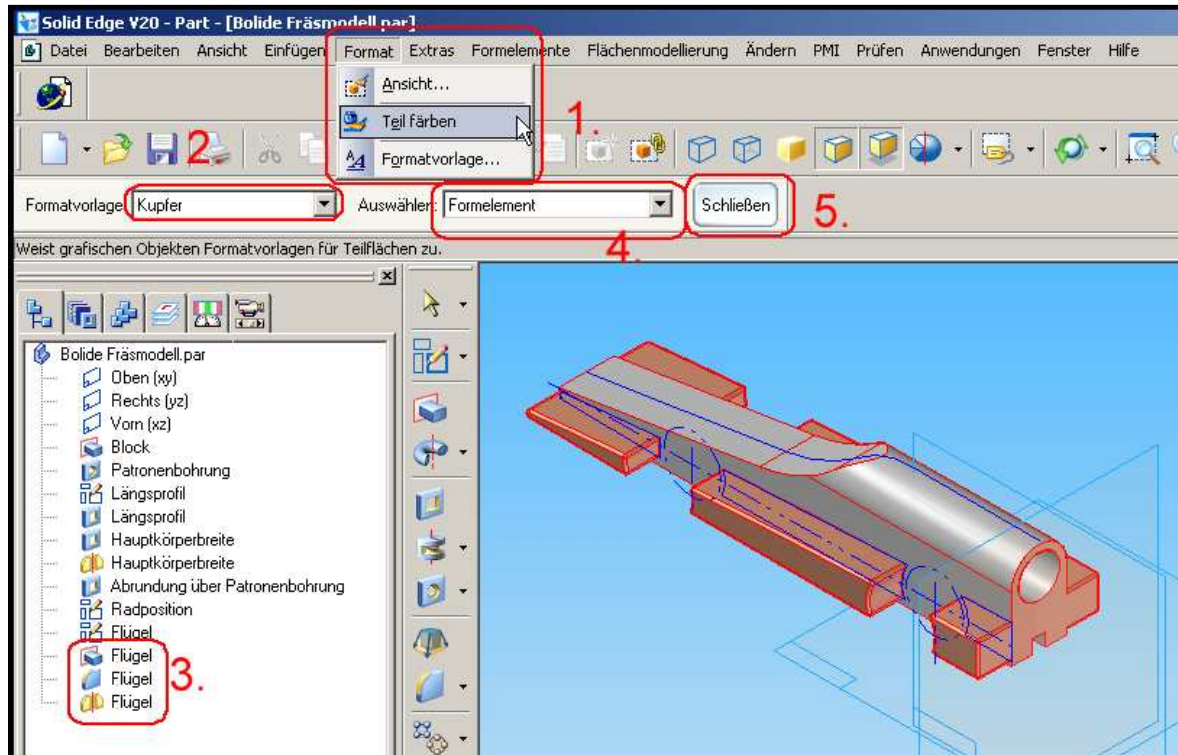 Solid Edge V20 - Part - [Bolide Fräsmodell.par]
Datei Bearbeiten Ansicht Einfügen Format Extras Formelemente Flächenmodellierung Ändern PMI Prüfen Anwendungen Fenster Hilfe
Ansicht...
Teil färben
Formatvorlage...
1.
2.
Formatvorlage: Kupfer Auswählen: Formelement Schließen
5.
4.
Weist grafischen Objekten Formatvorlagen für Teilflächen zu.
Bolide Fräsmodell.par
Oben (xy)
Rechts (yz)
Vorn (xz)
Block
Patronenbohrung
Längsprofil
Längsprofil
Hauptkörperbreite
Hauptkörperbreite
Abrundung über Patronenbohrung
Radposition
Flügel
Flügel
Flügel
Flügel
3.